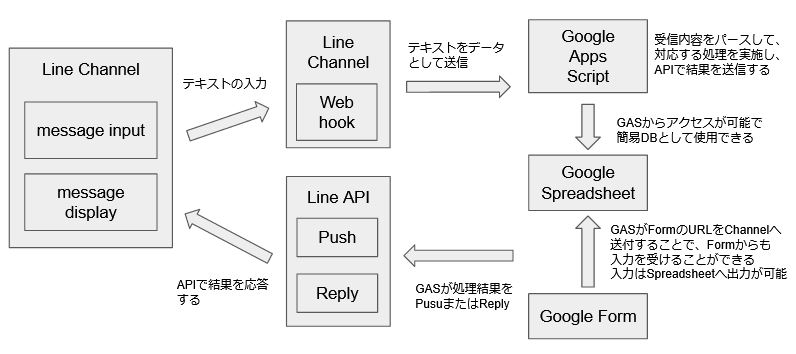 Line Channel
message input
message
display
テキストの入力
Line
Channel
Web
hook
テキストをデータ
として送信
Google
Apps
Script
受信内容をパースして、
対応する処理を実施し、
APIで結果を送信する
GASからアクセスが可能で
簡易DBとして使用できる
Google
Spreadsheet
GASがFormのURLをChannelへ
送付することで、Formからも
入力を受けることができる
入力はSpreadsheetへ出力が可能
Google Form
GASが処理結果を
PusuまたはReply
Line API
Push
Reply
APIで結果を応答
する